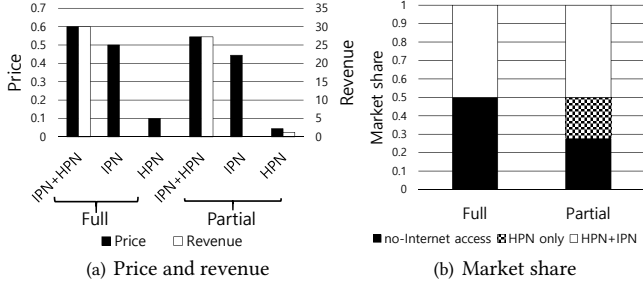 0.7
0.6
0.5
0.4
0.3
0.2
0.1
0
Price
35
30
25
20
15
10
5
0
Revenue
IPN+HPN
IPN
HPN
IPN+HPN
IPN
HPN
Full
Partial
Price
Revenue
(a) Price and revenue
1
0.9
0.8
0.7
0.6
0.5
0.4
0.3
0.2
0.1
0
Market share
Full
Partial
no-Internet access HPN only HPN+IPN
(b) Market share